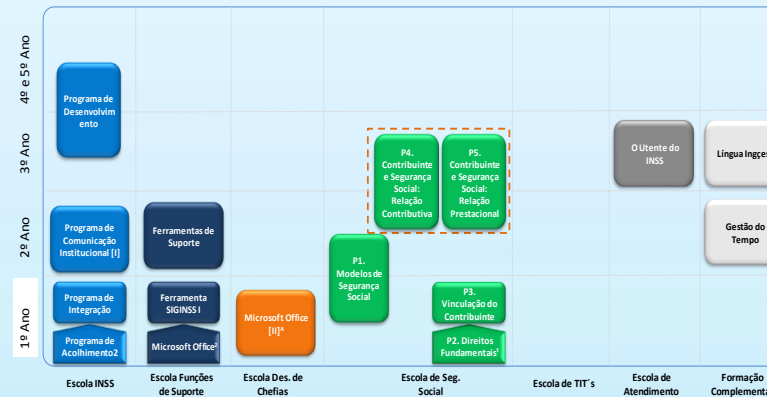 4º e 5º Ano
3º Ano
2º Ano
1º Ano
Programa de
Desenvolvim
ento
Programa de
Comunicação
Institucional [I]
Programa de
Integração
Programa de
Acolhimento2
Ferramentas de
Suporte
Ferramenta
SIGINSS I
Microsoft Office²
Microsoft Office
[II]ᴬ
P4.
Contribuinte
e Segurança
Social:
Relação
Contributiva
P5.
Contribuinte
e Segurança
Social:
Relação
Prestacional
P1.
Modelos de
Segurança
Social
P3.
Vinculação do
Contribuinte
P2. Direitos
Fundamentais¹
O Utente do
INSS
Língua Ingçes
Gestão do
Tempo
Escola INSS
Escola Funções
de Suporte
Escola Des. de
Chefias
Escola de Seg.
Social
Escola de TIT´s
Escola de
Atendimento
Formação
Complementa